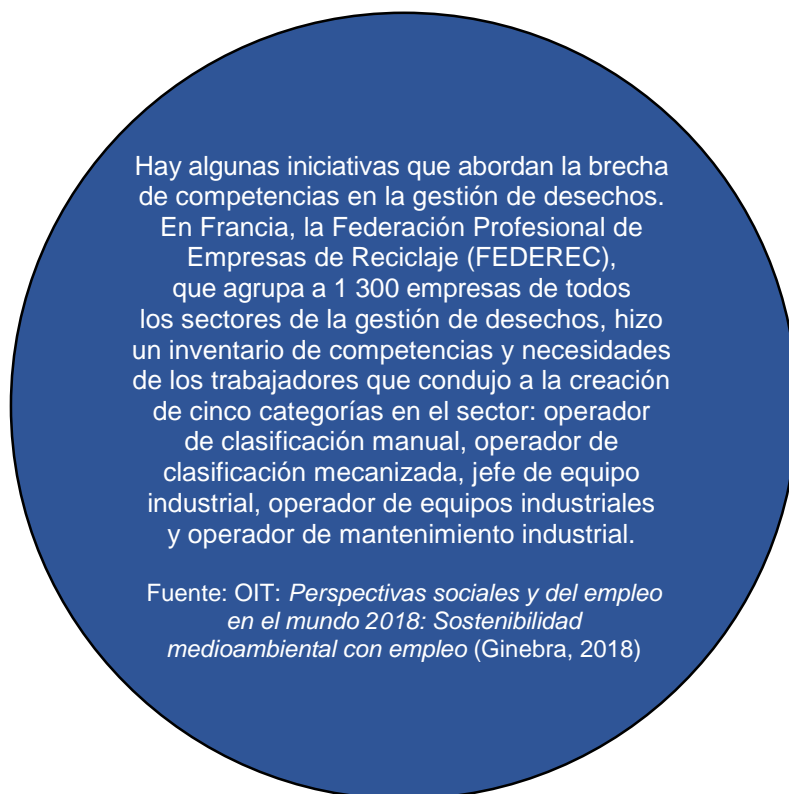 Hay algunas iniciativas que abordan la brecha
de competencias en la gestión de desechos.
En Francia, la Federación Profesional de
Empresas de Reciclaje (FEDEREC),
que agrupa a 1 300 empresas de todos
los sectores de la gestión de desechos, hizo
un inventario de competencias y necesidades
de los trabajadores que condujo a la creación
de cinco categorías en el sector: operador
de clasificación manual, operador de
clasificación mecanizada, jefe de equipo
industrial, operador de equipos industriales
y operador de mantenimiento industrial.
Fuente: OIT: Perspectivas sociales y del empleo
en el mundo 2018: Sostenibilidad
medioambiental con empleo (Ginebra, 2018)